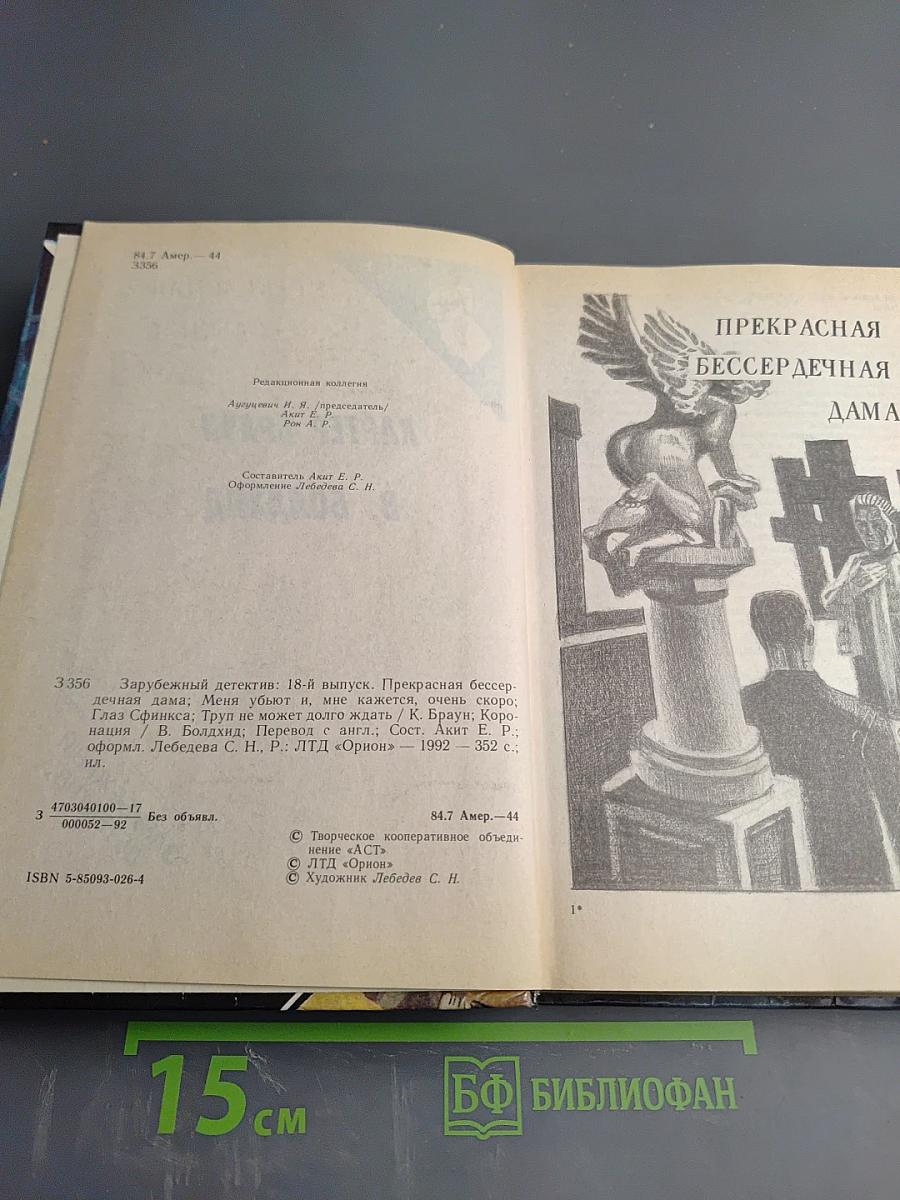 84.7 Амер.— 44
З356
Редакционная коллегия
Аугуцевич И. Я. /председатель/
Акит Е. Р.
Рон А. Р.
Составитель Акит Е. Р.
Оформление Лебедева С. Н.
З 356 Зарубежный детектив: 18-й выпуск. Прекрасная бессер-
дечная дама; Меня убьют и, мне кажется, очень скоро;
Глаз Сфинкса; Труп не может долго ждать / К. Браун; Коро-
нация / В. Болдхид; Перевод с англ.; Сост. Акит Е. Р.;
оформл. Лебедева С. Н., Р.: ЛТД «Орион» — 1992 — 352 с.;
ил.
З 4703040100—17
000052—92 Без объявл. 84.7 Амер.—44
© Творческое кооперативное объеди-
нение «АСТ»
© ЛТД «Орион»
ISBN 5-85093-026-4 © Художник Лебедев С. Н.
ПРЕКРАСНАЯ
БЕССЕРДЕЧНАЯ
ДАМА
1*
15 см БФ БИБЛИОФАН